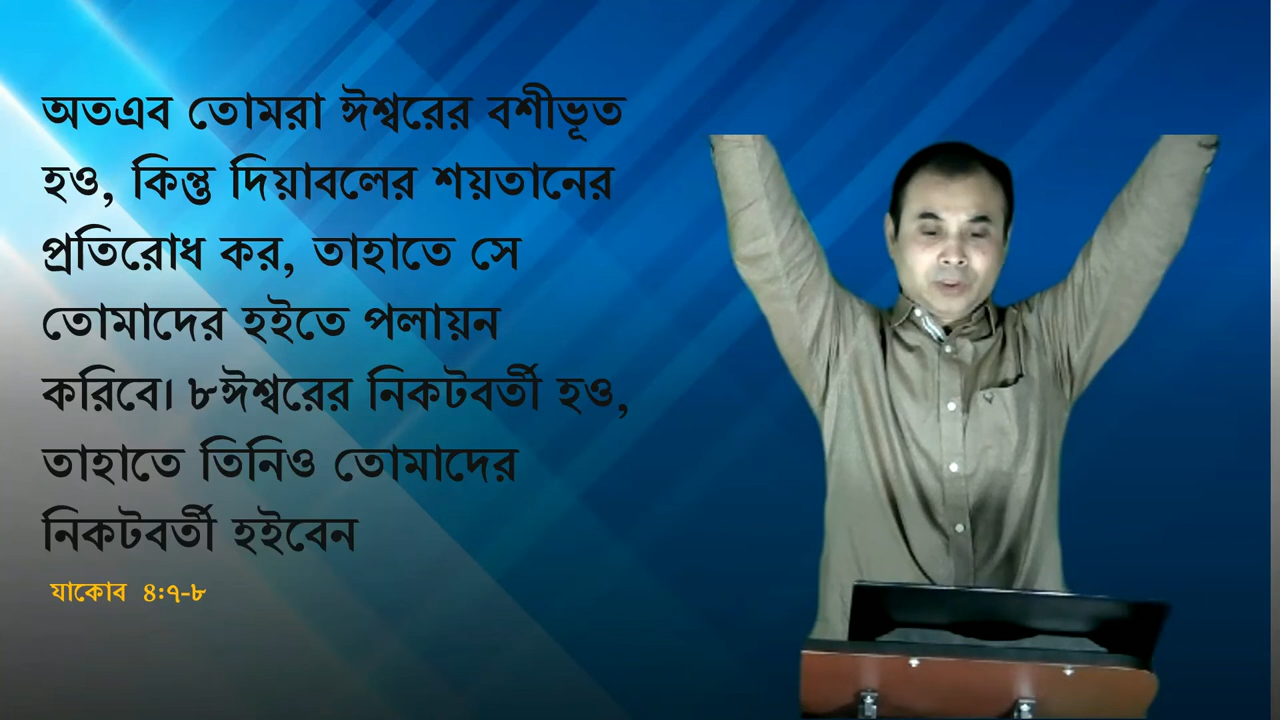 অতএব তোমরা ঈশ্বরের বশীভূত
হও, কিন্তু দিয়াবলের শয়তানের
প্রতিরোধ কর, তাহাতে সে
তোমাদের হইতে পলায়ন
করিবে। ৮ঈশ্বরের নিকটবর্তী হও,
তাহাতে তিনিও তোমাদের
নিকটবর্তী হইবেন
যাকোব ৪:৭-৮